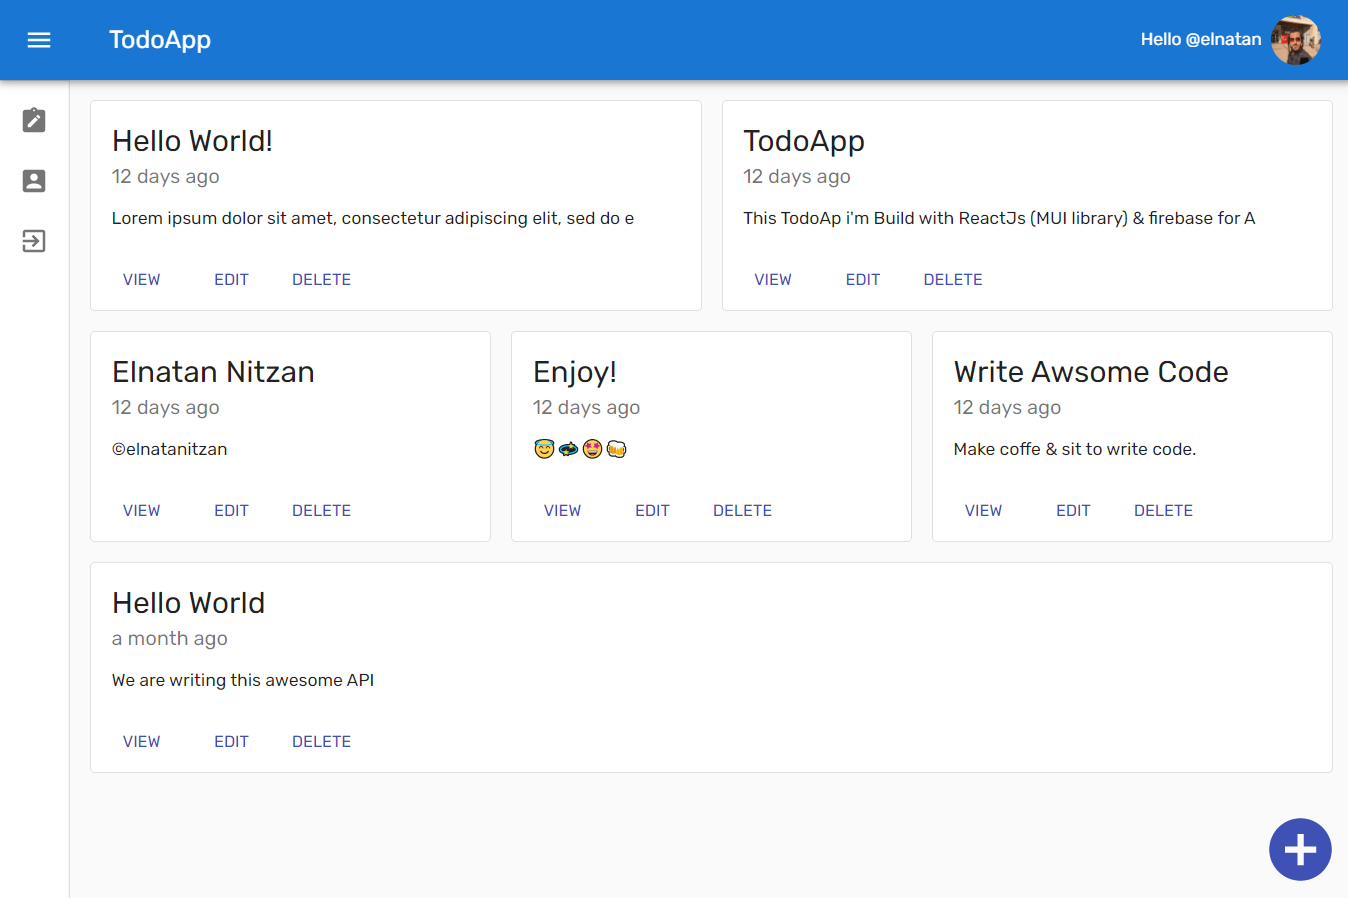 TodoApp
Hello @elnatan
Hello World!
12 days ago
Lorem ipsum dolor sit amet, consectetur adipiscing elit, sed do e
VIEW EDIT DELETE
TodoApp
12 days ago
This TodoAp i'm Build with ReactJs (MUI library) & firebase for A
VIEW EDIT DELETE
Elnatan Nitzan
12 days ago
©elnatanitzan
VIEW EDIT DELETE
Enjoy!
12 days ago
😇🪐🤩🍻
VIEW EDIT DELETE
Write Awsome Code
12 days ago
Make coffe & sit to write code.
VIEW EDIT DELETE
Hello World
a month ago
We are writing this awesome API
VIEW EDIT DELETE